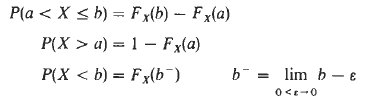 P(a < X ≤ b) = F_X(b) − F_X(a)
P(X > a) = 1 − F_X(a)
P(X < b) = F_X(b⁻)   b⁻ = lim b − ε
0<ε→0